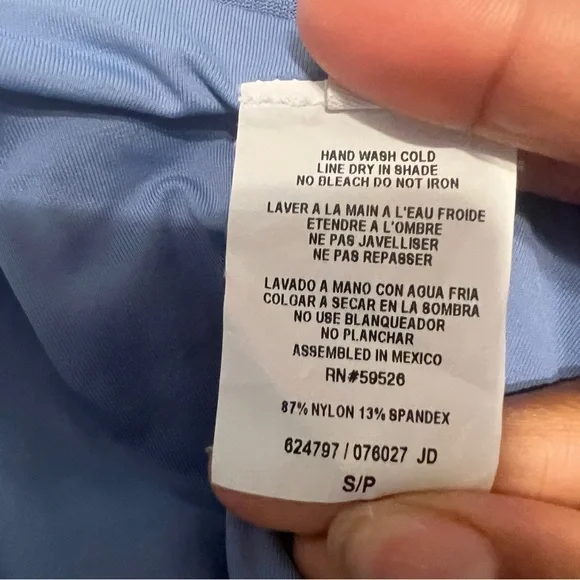 HAND WASH COLD
LINE DRY IN SHADE
NO BLEACH DO NOT IRON
LAVER A LA MAIN A L'EAU FROIDE
ETENDRE A L'OMBRE
NE PAS JAVELLISER
NE PAS REPASSER
LAVADO A MANO CON AGUA FRIA
COLGAR A SECAR EN LA SOMBRA
NO USE BLANQUEADOR
NO PLANCHAR
ASSEMBLED IN MEXICO
RN#59526
87% NYLON 13% SPANDEX
624797 / 076027 JD
S/P